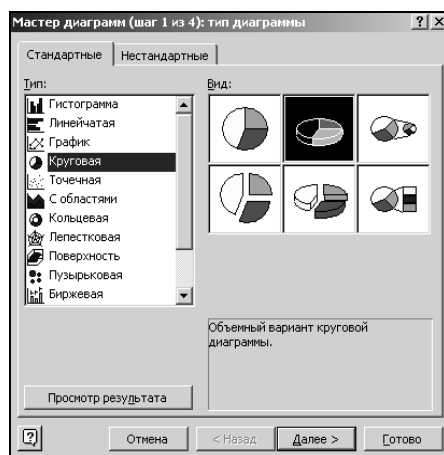 Мастер диаграмм (шаг 1 из 4): тип диаграммы
Стандартные
Нестандартные
Тип:
Вид:
Гистограмма
Линейчатая
График
Круговая
Точечная
С областями
Кольцевая
Лепестковая
Поверхность
Пузырьковая
Биржевая
Объемный вариант круговой
диаграммы.
Просмотр результата
Отмена
< Назад
Далее >
Готово